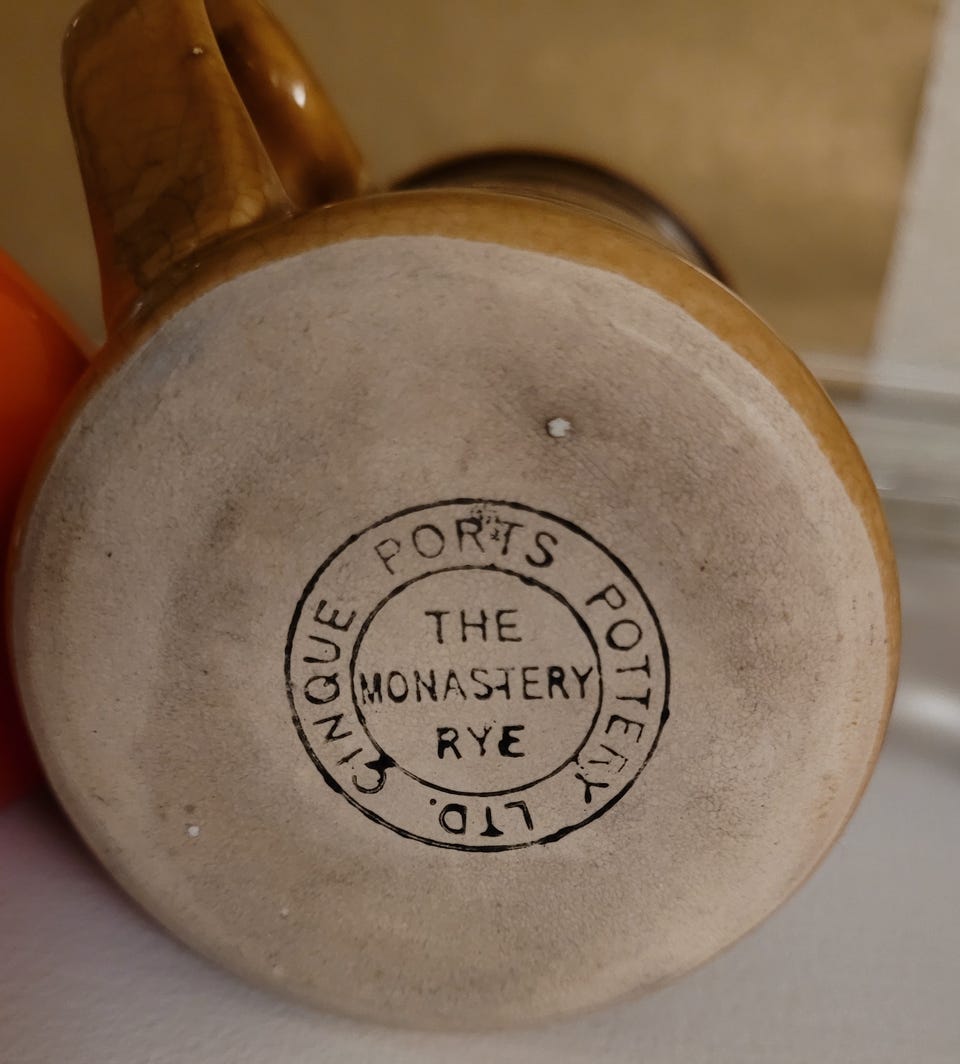 CINQUE PORTS POTTERY LTD.
THE
MONASTERY
RYE